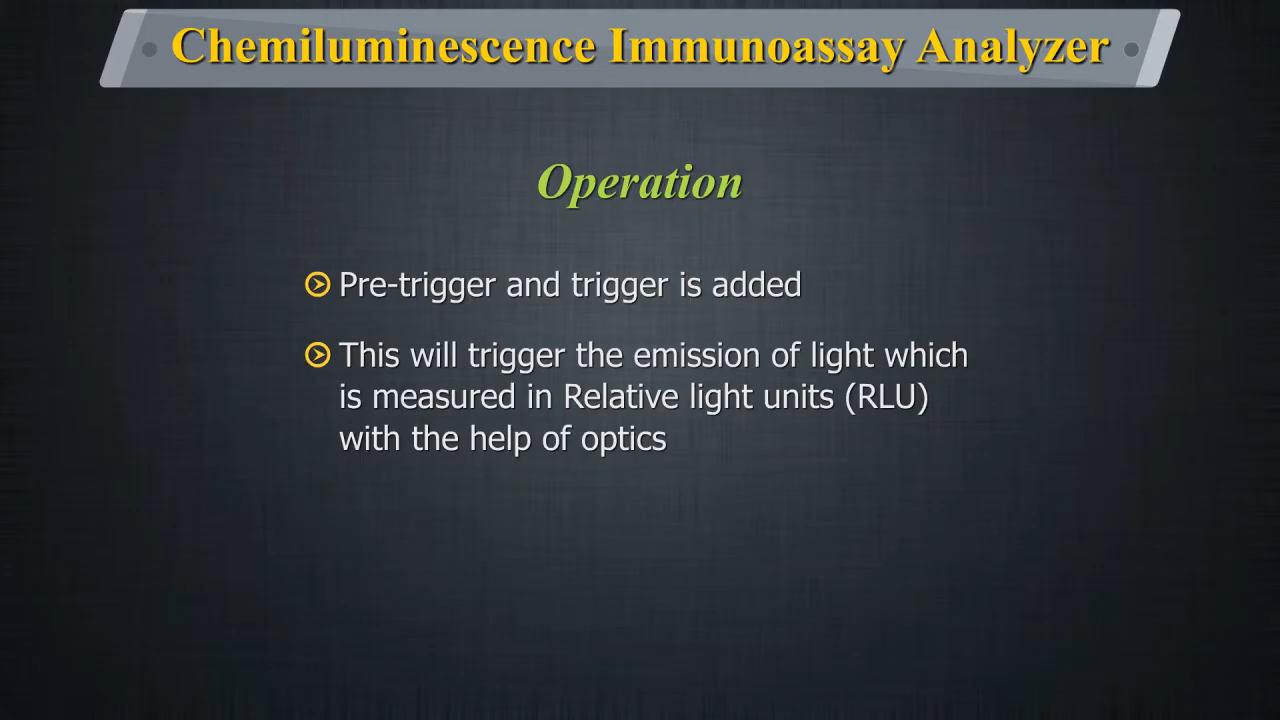 Chemiluminescence Immunoassay Analyzer
Operation
Pre-trigger and trigger is added
This will trigger the emission of light which
is measured in Relative light units (RLU)
with the help of optics